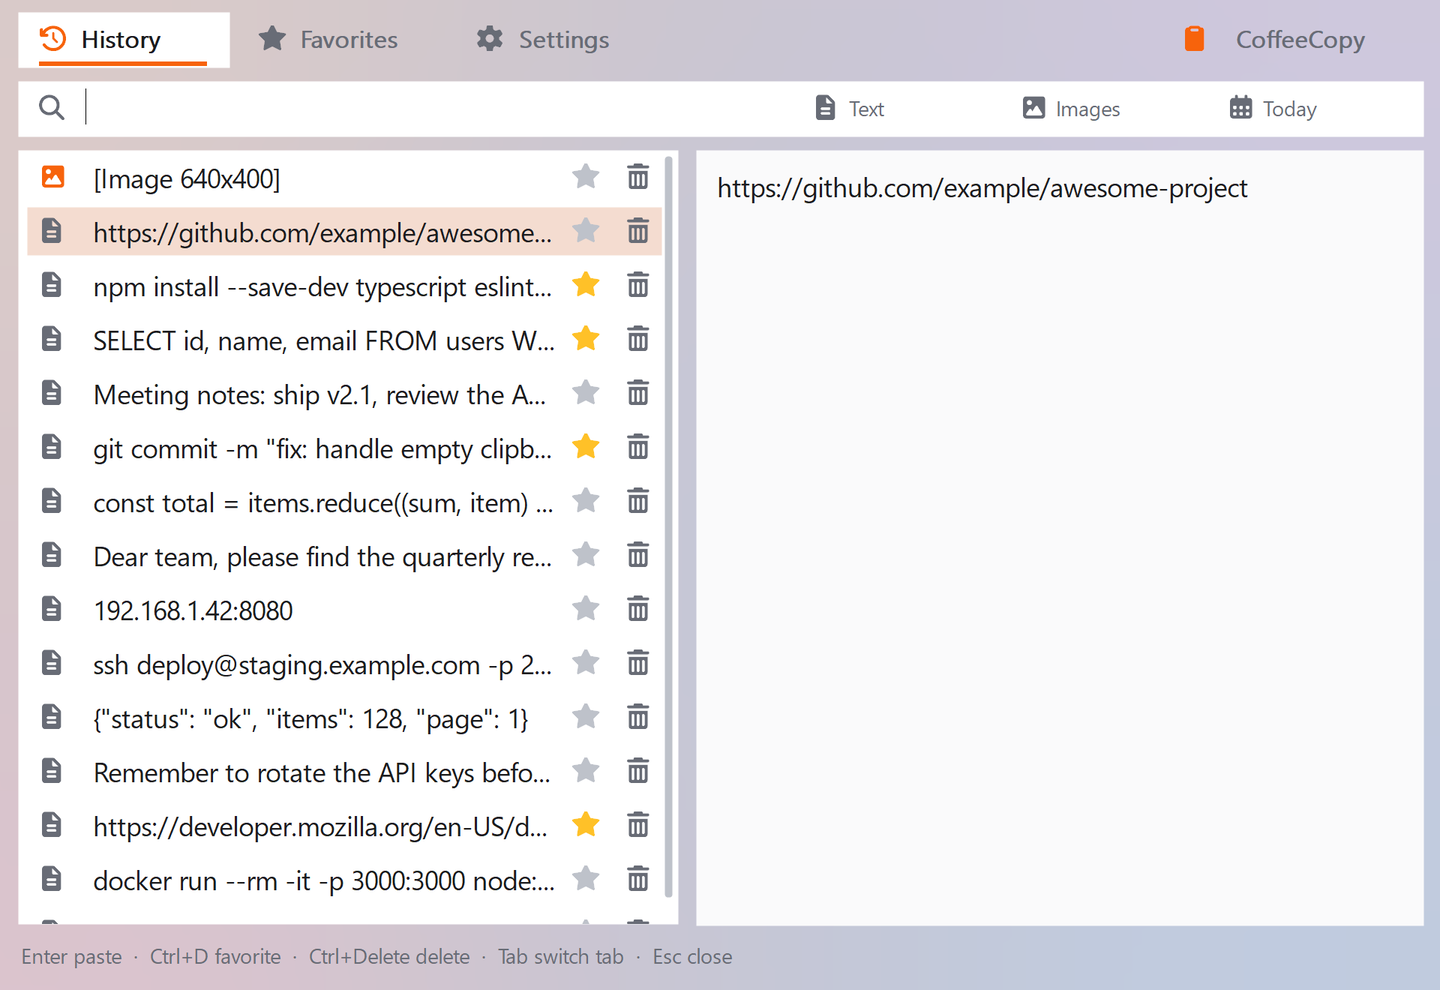 History
Favorites
Settings
CoffeeCopy
Text
Images
Today
[Image 640x400]
https://github.com/example/awesome...
npm install --save-dev typescript eslint...
SELECT id, name, email FROM users W...
Meeting notes: ship v2.1, review the A...
git commit -m "fix: handle empty clipb...
const total = items.reduce((sum, item) ...
Dear team, please find the quarterly re...
192.168.1.42:8080
ssh deploy@staging.example.com -p 2...
{"status": "ok", "items": 128, "page": 1}
Remember to rotate the API keys befo...
https://developer.mozilla.org/en-US/d...
docker run --rm -it -p 3000:3000 node:...
https://github.com/example/awesome-project
Enter paste · Ctrl+D favorite · Ctrl+Delete delete · Tab switch tab · Esc close